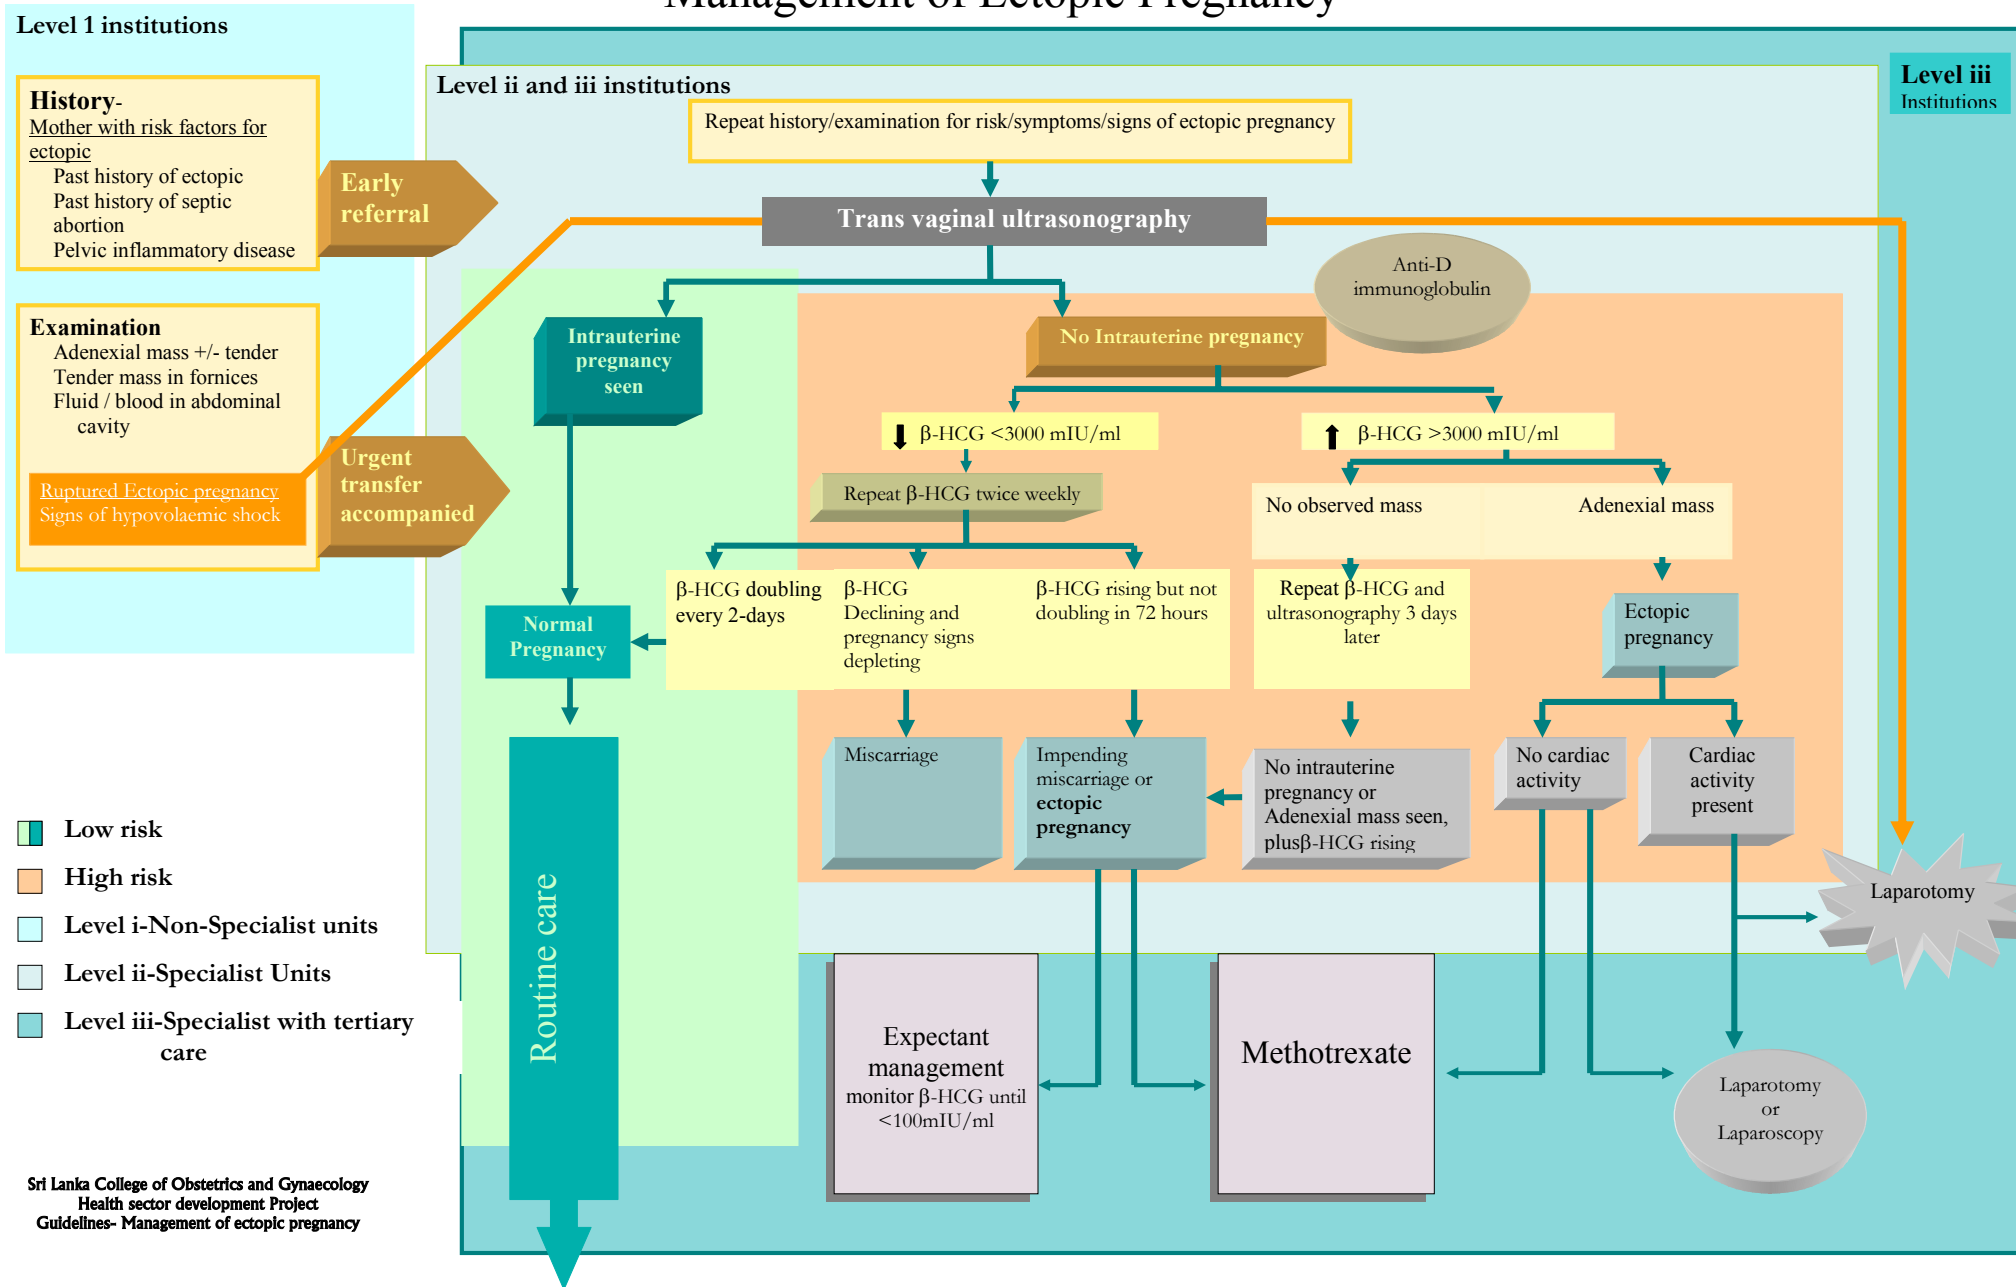 Management of Ectopic Pregnancy
Level 1 institutions
History-
Mother with risk factors for
ectopic
Past history of ectopic
Past history of septic
abortion
Pelvic inflammatory disease
Early
referral
Examination
Adenexial mass +/- tender
Tender mass in fornices
Fluid / blood in abdominal
cavity
Ruptured Ectopic pregnancy
Signs of hypovolaemic shock
Urgent
transfer
accompanied
Level ii and iii institutions
Level iii
Institutions
Repeat history/examination for risk/symptoms/signs of ectopic pregnancy
Trans vaginal ultrasonography
Anti-D
immunoglobulin
Intrauterine
pregnancy
seen
No Intrauterine pregnancy
β-HCG <3000 mIU/ml
β-HCG >3000 mIU/ml
Repeat β-HCG twice weekly
No observed mass
Adenexial mass
β-HCG doubling
every 2-days
β-HCG
Declining and
pregnancy signs
depleting
β-HCG rising but not
doubling in 72 hours
Repeat β-HCG and
ultrasonography 3 days
later
Ectopic
pregnancy
Normal
Pregnancy
Miscarriage
Impending
miscarriage or
ectopic
pregnancy
No intrauterine
pregnancy or
Adenexial mass seen,
plusβ-HCG rising
No cardiac
activity
Cardiac
activity
present
Laparotomy
Routine care
Expectant
management
monitor β-HCG until
<100mIU/ml
Methotrexate
Laparotomy
or
Laparoscopy
Low risk
High risk
Level i-Non-Specialist units
Level ii-Specialist Units
Level iii-Specialist with tertiary
care
Sri Lanka College of Obstetrics and Gynaecology
Health sector development Project
Guidelines- Management of ectopic pregnancy